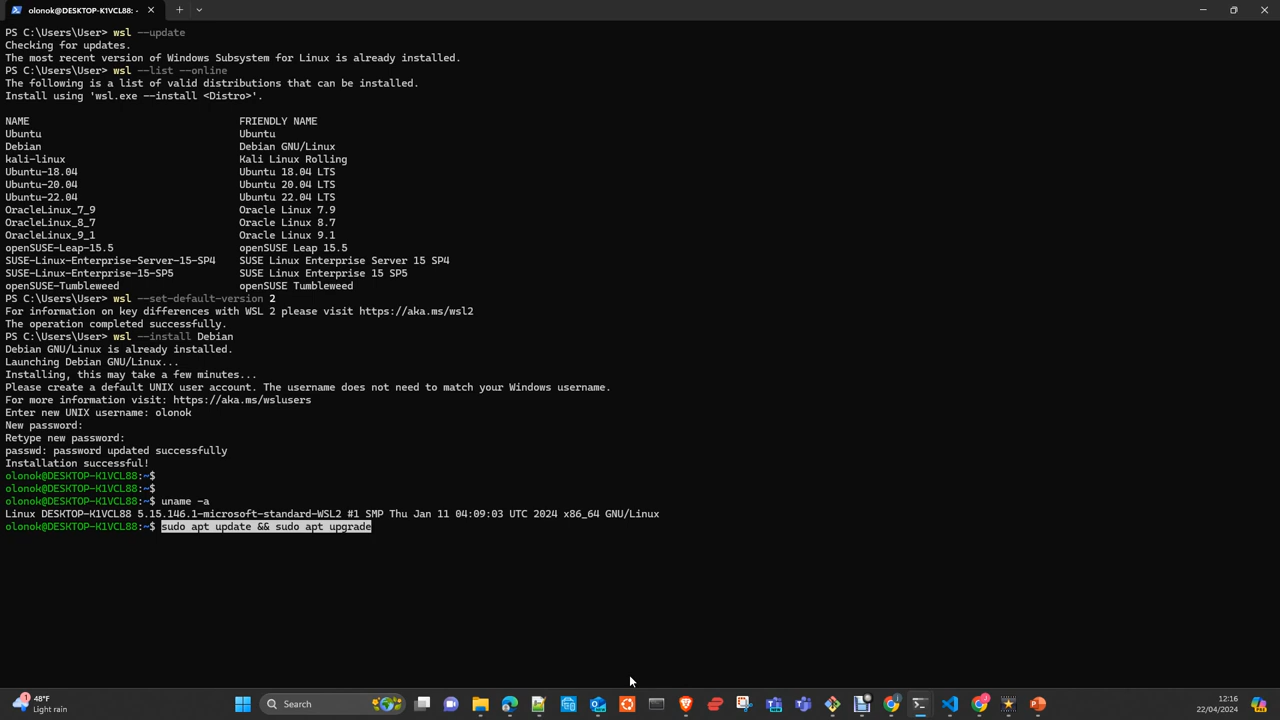 olonok@DESKTOP-K1VCL88: ~
PS C:\Users\User> wsl --update
Checking for updates.
The most recent version of Windows Subsystem for Linux is already installed.
PS C:\Users\User> wsl --list --online
The following is a list of valid distributions that can be installed.
Install using 'wsl.exe --install <Distro>'.
NAME FRIENDLY NAME
Ubuntu Ubuntu
Debian Debian GNU/Linux
kali-linux Kali Linux Rolling
Ubuntu-18.04 Ubuntu 18.04 LTS
Ubuntu-20.04 Ubuntu 20.04 LTS
Ubuntu-22.04 Ubuntu 22.04 LTS
OracleLinux_7_9 Oracle Linux 7.9
OracleLinux_8_7 Oracle Linux 8.7
OracleLinux_9_1 Oracle Linux 9.1
openSUSE-Leap-15.5 openSUSE Leap 15.5
SUSE-Linux-Enterprise-Server-15-SP4 SUSE Linux Enterprise Server 15 SP4
SUSE-Linux-Enterprise-15-SP5 SUSE Linux Enterprise 15 SP5
openSUSE-Tumbleweed openSUSE Tumbleweed
PS C:\Users\User> wsl --set-default-version 2
For information on key differences with WSL 2 please visit https://aka.ms/wsl2
The operation completed successfully.
PS C:\Users\User> wsl --install Debian
Debian GNU/Linux is already installed.
Launching Debian GNU/Linux...
Installing, this may take a few minutes...
Please create a default UNIX user account. The username does not need to match your Windows username.
For more information visit: https://aka.ms/wslusers
Enter new UNIX username: olonok
New password:
Retype new password:
passwd: password updated successfully
Installation successful!
olonok@DESKTOP-K1VCL88:~$
olonok@DESKTOP-K1VCL88:~$
olonok@DESKTOP-K1VCL88:~$ uname -a
Linux DESKTOP-K1VCL88 5.15.146.1-microsoft-standard-WSL2 #1 SMP Thu Jan 11 04:09:03 UTC 2024 x86_64 GNU/Linux
olonok@DESKTOP-K1VCL88:~$ sudo apt update && sudo apt upgrade
1
48°F
Light rain
Search
12:16
22/04/2024